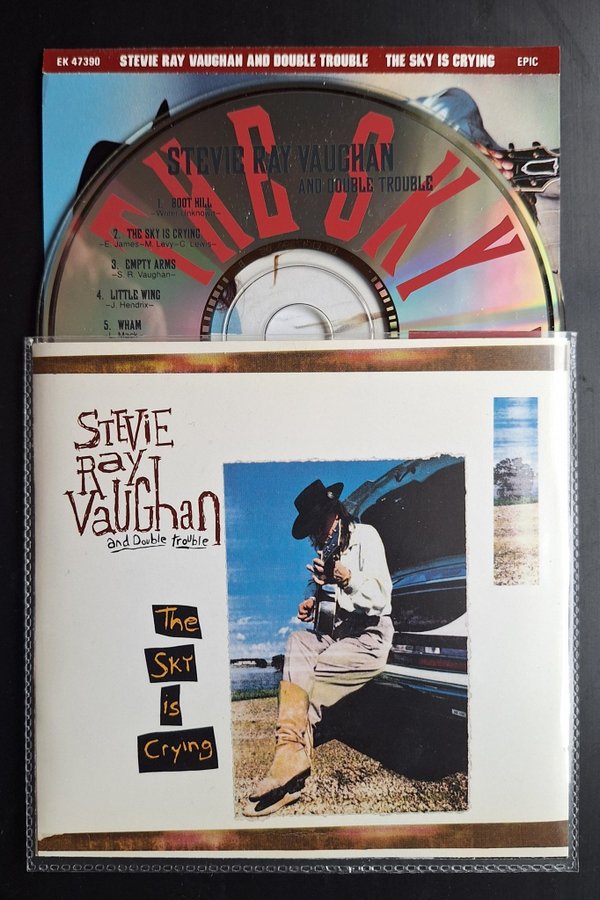 EK 47390 STEVIE RAY VAUGHAN AND DOUBLE TROUBLE THE SKY IS CRYING EPIC
THE SKY
STEVIE RAY VAUGHAN
AND DOUBLE TROUBLE
1. BOOT HILL
–Writer Unknown–
2. THE SKY IS CRYING
–E. James–M. Levy–C. Lewis–
3. EMPTY ARMS
–S. R. Vaughan–
4. LITTLE WING
–J. Hendrix–
5. WHAM
L. Mack
STEViE
RaY
VaUGhan
and Double trouble
The
SKY
is
Crying